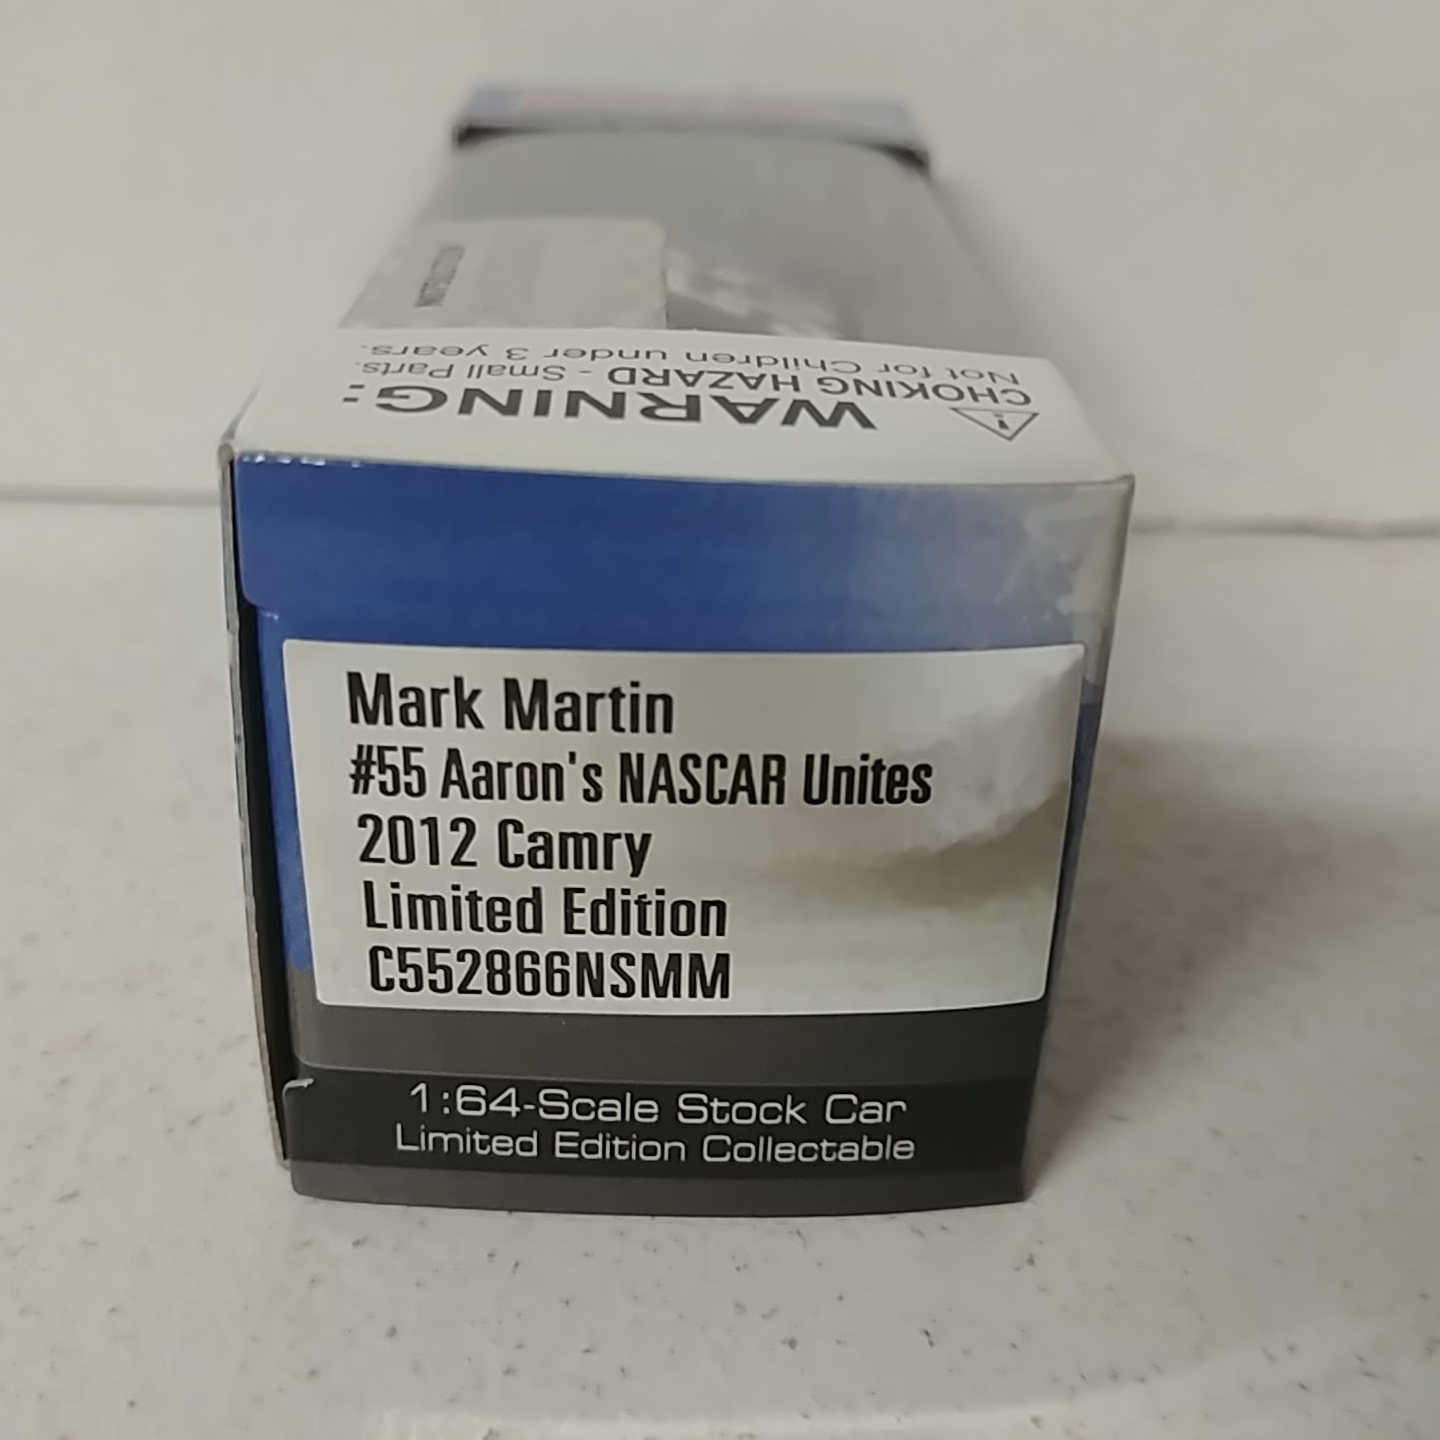 WARNING:
CHOKING HAZARD - Small Parts.
Not for Children under 3 years.
Mark Martin
#55 Aaron's NASCAR Unites
2012 Camry
Limited Edition
C552866NSMM
1:64-Scale Stock Car
Limited Edition Collectable